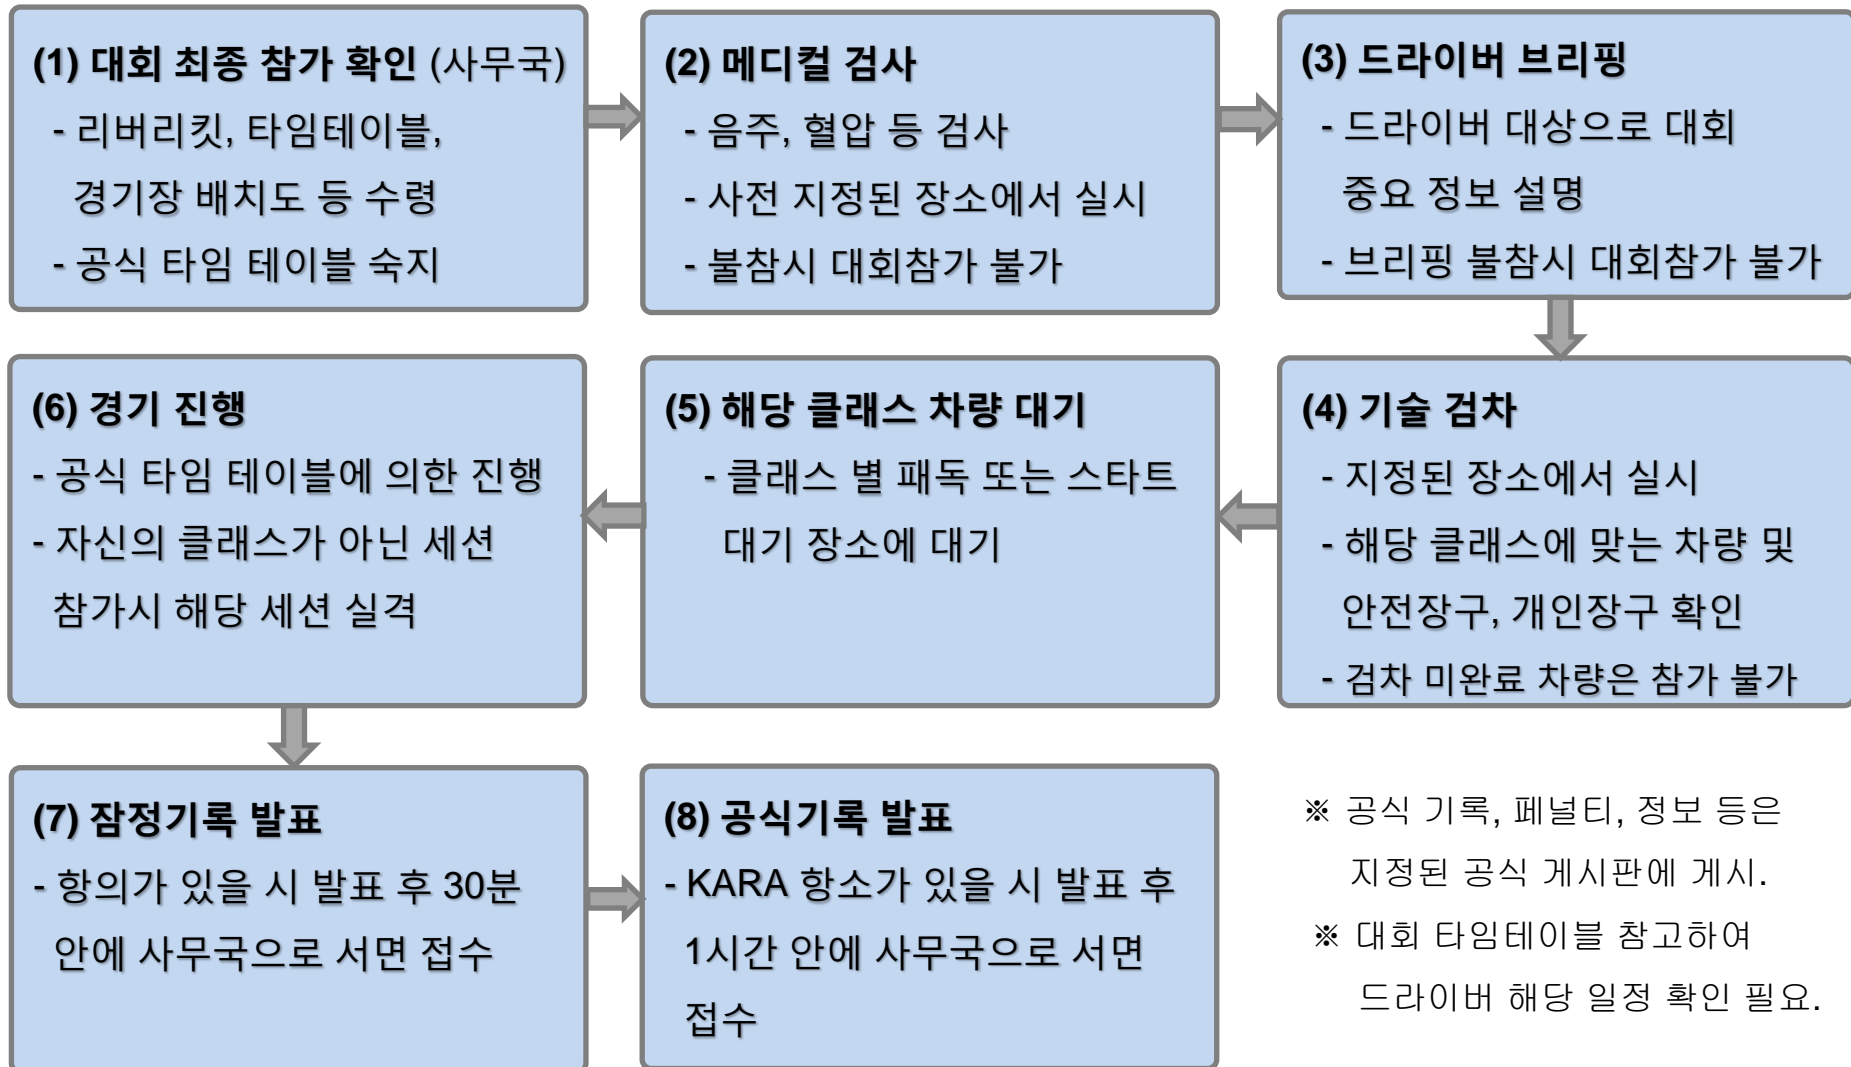 (1) 대회 최종 참가 확인 (사무국)
- 리버리킷, 타임테이블,
경기장 배치도 등 수령
- 공식 타임 테이블 숙지
(2) 메디컬 검사
- 음주, 혈압 등 검사
- 사전 지정된 장소에서 실시
- 불참시 대회참가 불가
(3) 드라이버 브리핑
- 드라이버 대상으로 대회
중요 정보 설명
- 브리핑 불참시 대회참가 불가
(4) 기술 검차
- 지정된 장소에서 실시
- 해당 클래스에 맞는 차량 및
안전장구, 개인장구 확인
- 검차 미완료 차량은 참가 불가
(5) 해당 클래스 차량 대기
- 클래스 별 패독 또는 스타트
대기 장소에 대기
(6) 경기 진행
- 공식 타임 테이블에 의한 진행
- 자신의 클래스가 아닌 세션
참가시 해당 세션 실격
(7) 잠정기록 발표
- 항의가 있을 시 발표 후 30분
안에 사무국으로 서면 접수
(8) 공식기록 발표
- KARA 항소가 있을 시 발표 후
1시간 안에 사무국으로 서면
접수
※ 공식 기록, 페널티, 정보 등은
지정된 공식 게시판에 게시.
※ 대회 타임테이블 참고하여
드라이버 해당 일정 확인 필요.